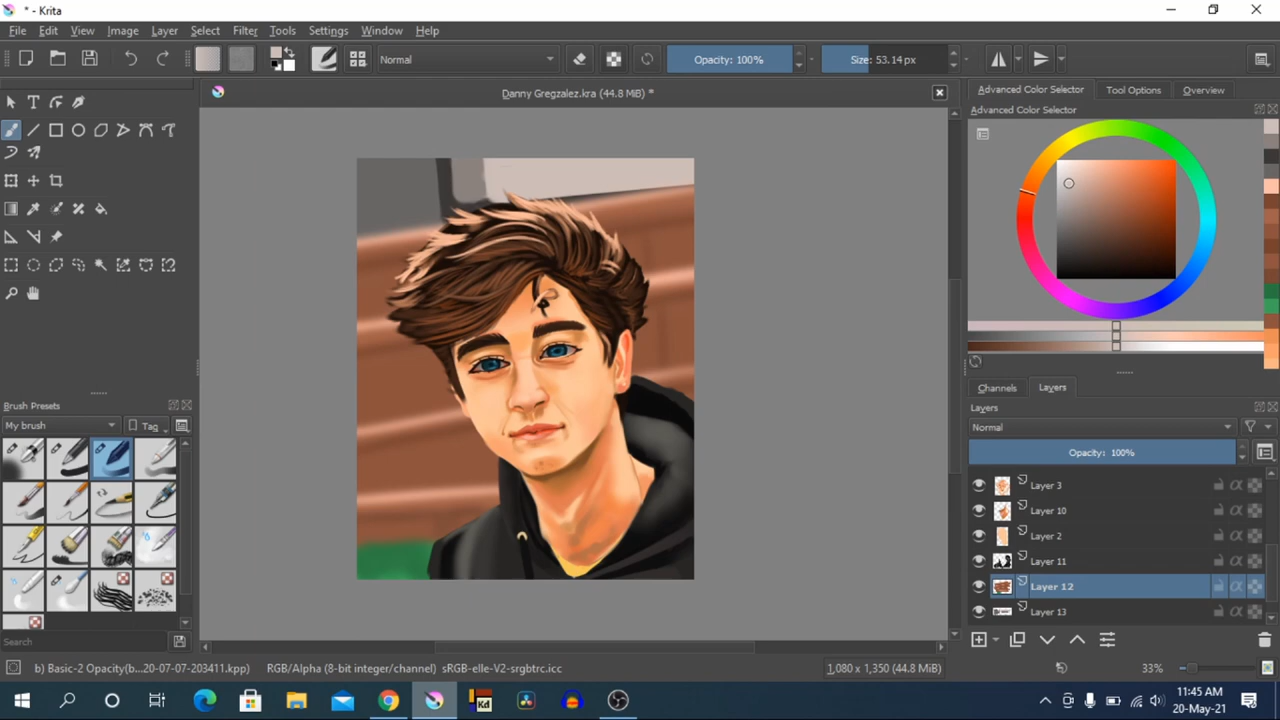 * - Krita
File Edit View Image Layer Select Filter Tools Settings Window Help
Normal Opacity: 100% Size: 53.14 px
Danny Gregzalez.kra (44.8 MiB) *
Advanced Color Selector Tool Options Overview
Advanced Color Selector
Brush Presets
My brush Tag
Search
Channels Layers
Layers
Normal
Opacity: 100%
Layer 3
Layer 10
Layer 2
Layer 11
Layer 12
Layer 13
b) Basic-2 Opacity(b...20-07-07-203411.kpp) RGB/Alpha (8-bit integer/channel) sRGB-elle-V2-srgbtrc.icc 1,080 x 1,350 (44.8 MiB) 33%
Kd
11:45 AM
20-May-21